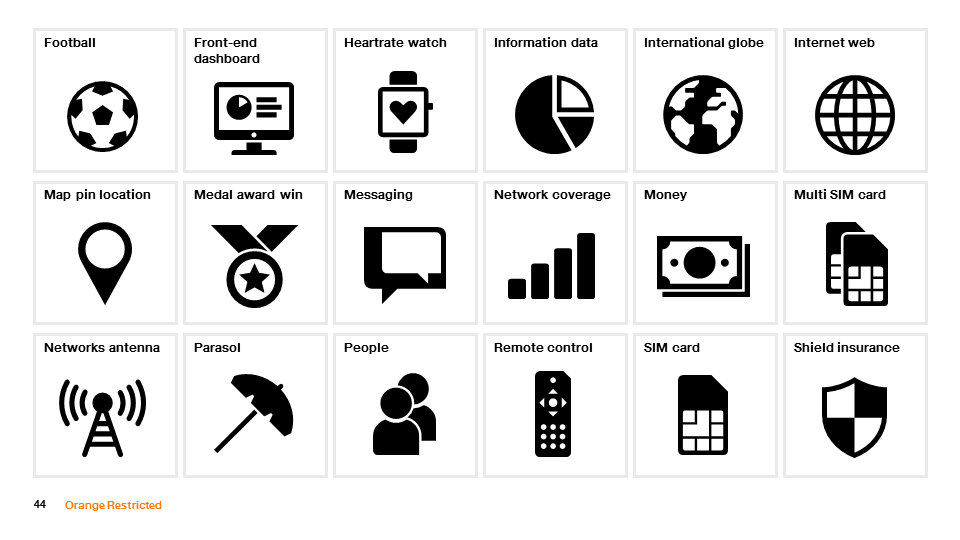 Football
Front-end
dashboard
Heartrate watch
Information data
International globe
Internet web
Map pin location
Medal award win
Messaging
Network coverage
Money
Multi SIM card
Networks antenna
Parasol
People
Remote control
SIM card
Shield insurance
44 Orange Restricted